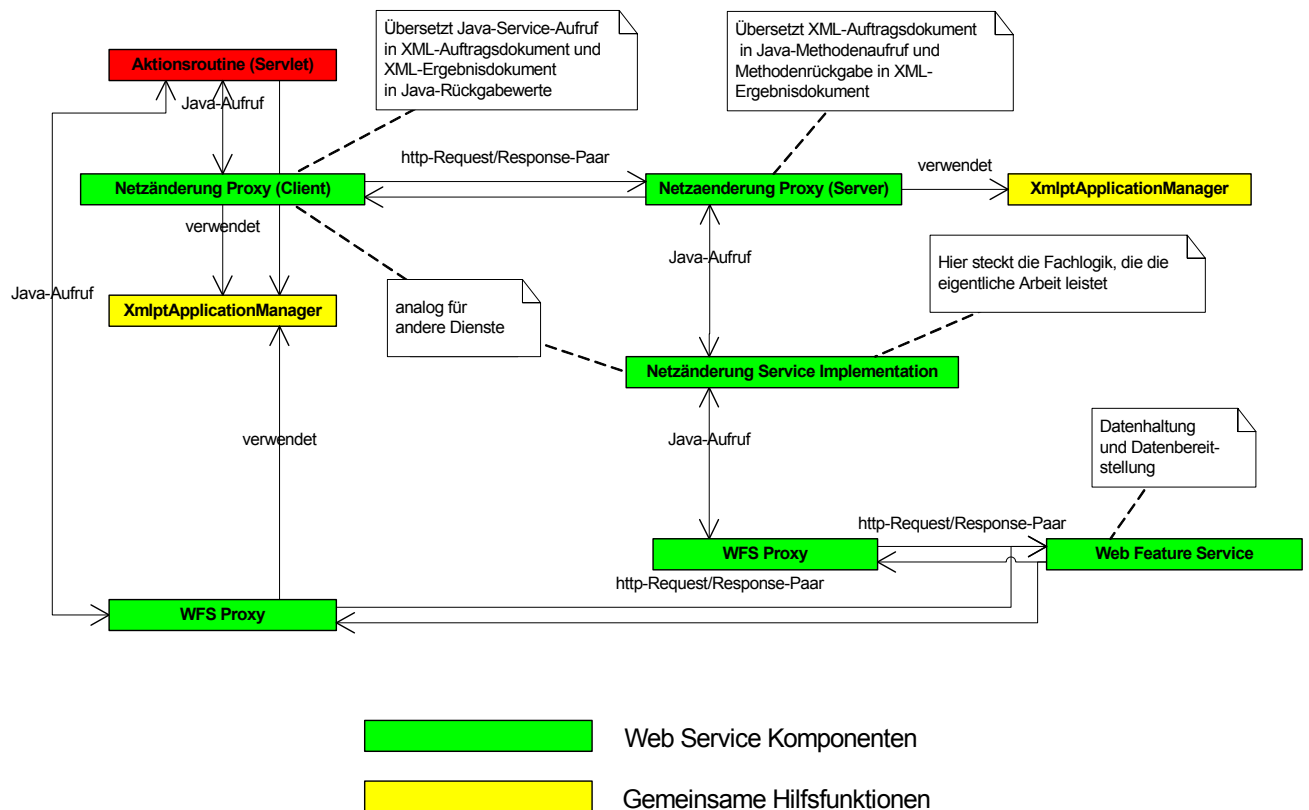 Übersetzt Java-Service-Aufruf
in XML-Auftragsdokument und
XML-Ergebnisdokument
in Java-Rückgabewerte
Übersetzt XML-Auftragsdokument
in Java-Methodenaufruf und
Methodenrückgabe in XML-
Ergebnisdokument
Aktionsroutine (Servlet)
Java-Aufruf
http-Request/Response-Paar
verwendet
Netzänderung Proxy (Client)
Netzaenderung Proxy (Server)
XmlptApplicationManager
verwendet
Java-Aufruf
Hier steckt die Fachlogik, die die
eigentliche Arbeit leistet
Java-Aufruf
XmlptApplicationManager
analog für
andere Dienste
Netzänderung Service Implementation
verwendet
Java-Aufruf
Datenhaltung
und Datenbereit-
stellung
http-Request/Response-Paar
WFS Proxy
Web Feature Service
http-Request/Response-Paar
WFS Proxy
Web Service Komponenten
Gemeinsame Hilfsfunktionen